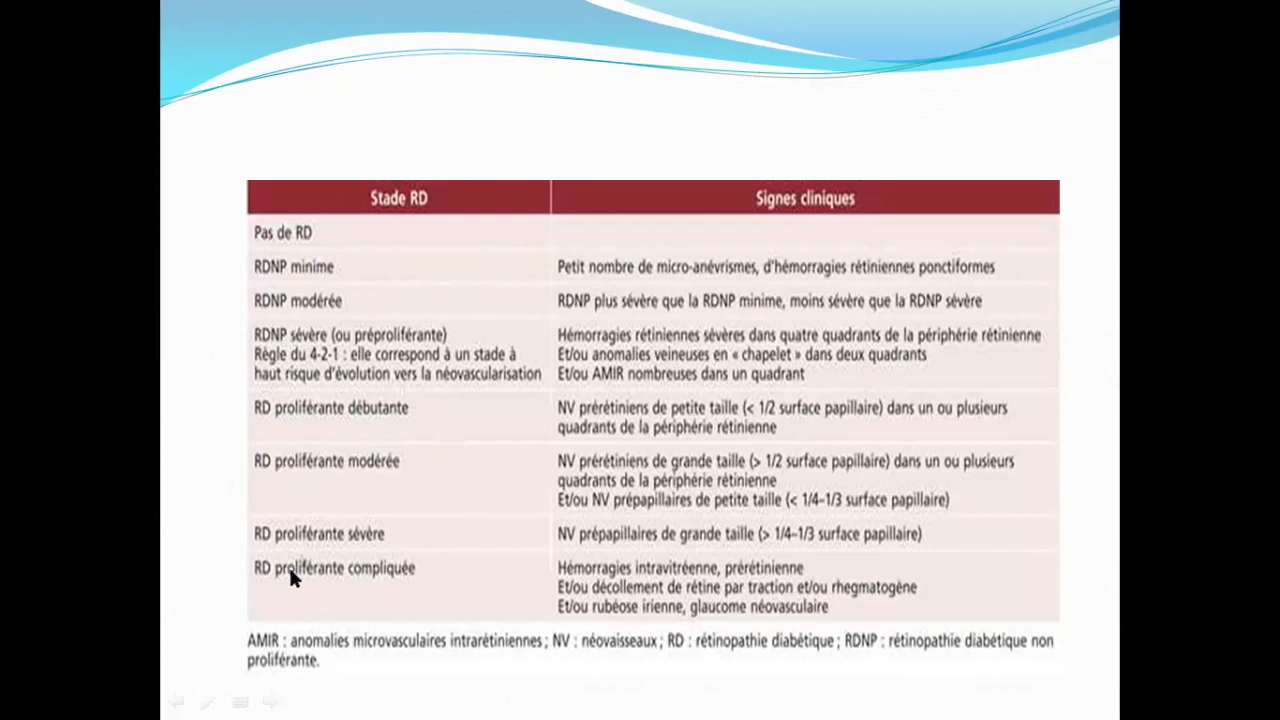 Stade RD
Signes cliniques
Pas de RD
RDNP minime
Petit nombre de micro-anévrismes, d'hémorragies rétiniennes ponctiformes
RDNP modérée
RDNP plus sévère que la RDNP minime, moins sévère que la RDNP sévère
RDNP sévère (ou préproliférante)
Règle du 4-2-1 : elle correspond à un stade à
haut risque d'évolution vers la néovascularisation
Hémorragies rétiniennes sévères dans quatre quadrants de la périphérie rétinienne
Et/ou anomalies veineuses en « chapelet » dans deux quadrants
Et/ou AMIR nombreuses dans un quadrant
RD proliférante débutante
NV prérétiniens de petite taille (< 1/2 surface papillaire) dans un ou plusieurs
quadrants de la périphérie rétinienne
RD proliférante modérée
NV prérétiniens de grande taille (> 1/2 surface papillaire) dans un ou plusieurs
quadrants de la périphérie rétinienne
Et/ou NV prépapillaires de petite taille (< 1/4–1/3 surface papillaire)
RD proliférante sévère
NV prépapillaires de grande taille (> 1/4–1/3 surface papillaire)
RD proliférante compliquée
Hémorragies intravitréenne, prérétinienne
Et/ou décollement de rétine par traction et/ou rhegmatogène
Et/ou rubéose irienne, glaucome néovasculaire
AMIR : anomalies microvasculaires intrarétiniennes ; NV : néovaisseaux ; RD : rétinopathie diabétique ; RDNP : rétinopathie diabétique non
proliférante.